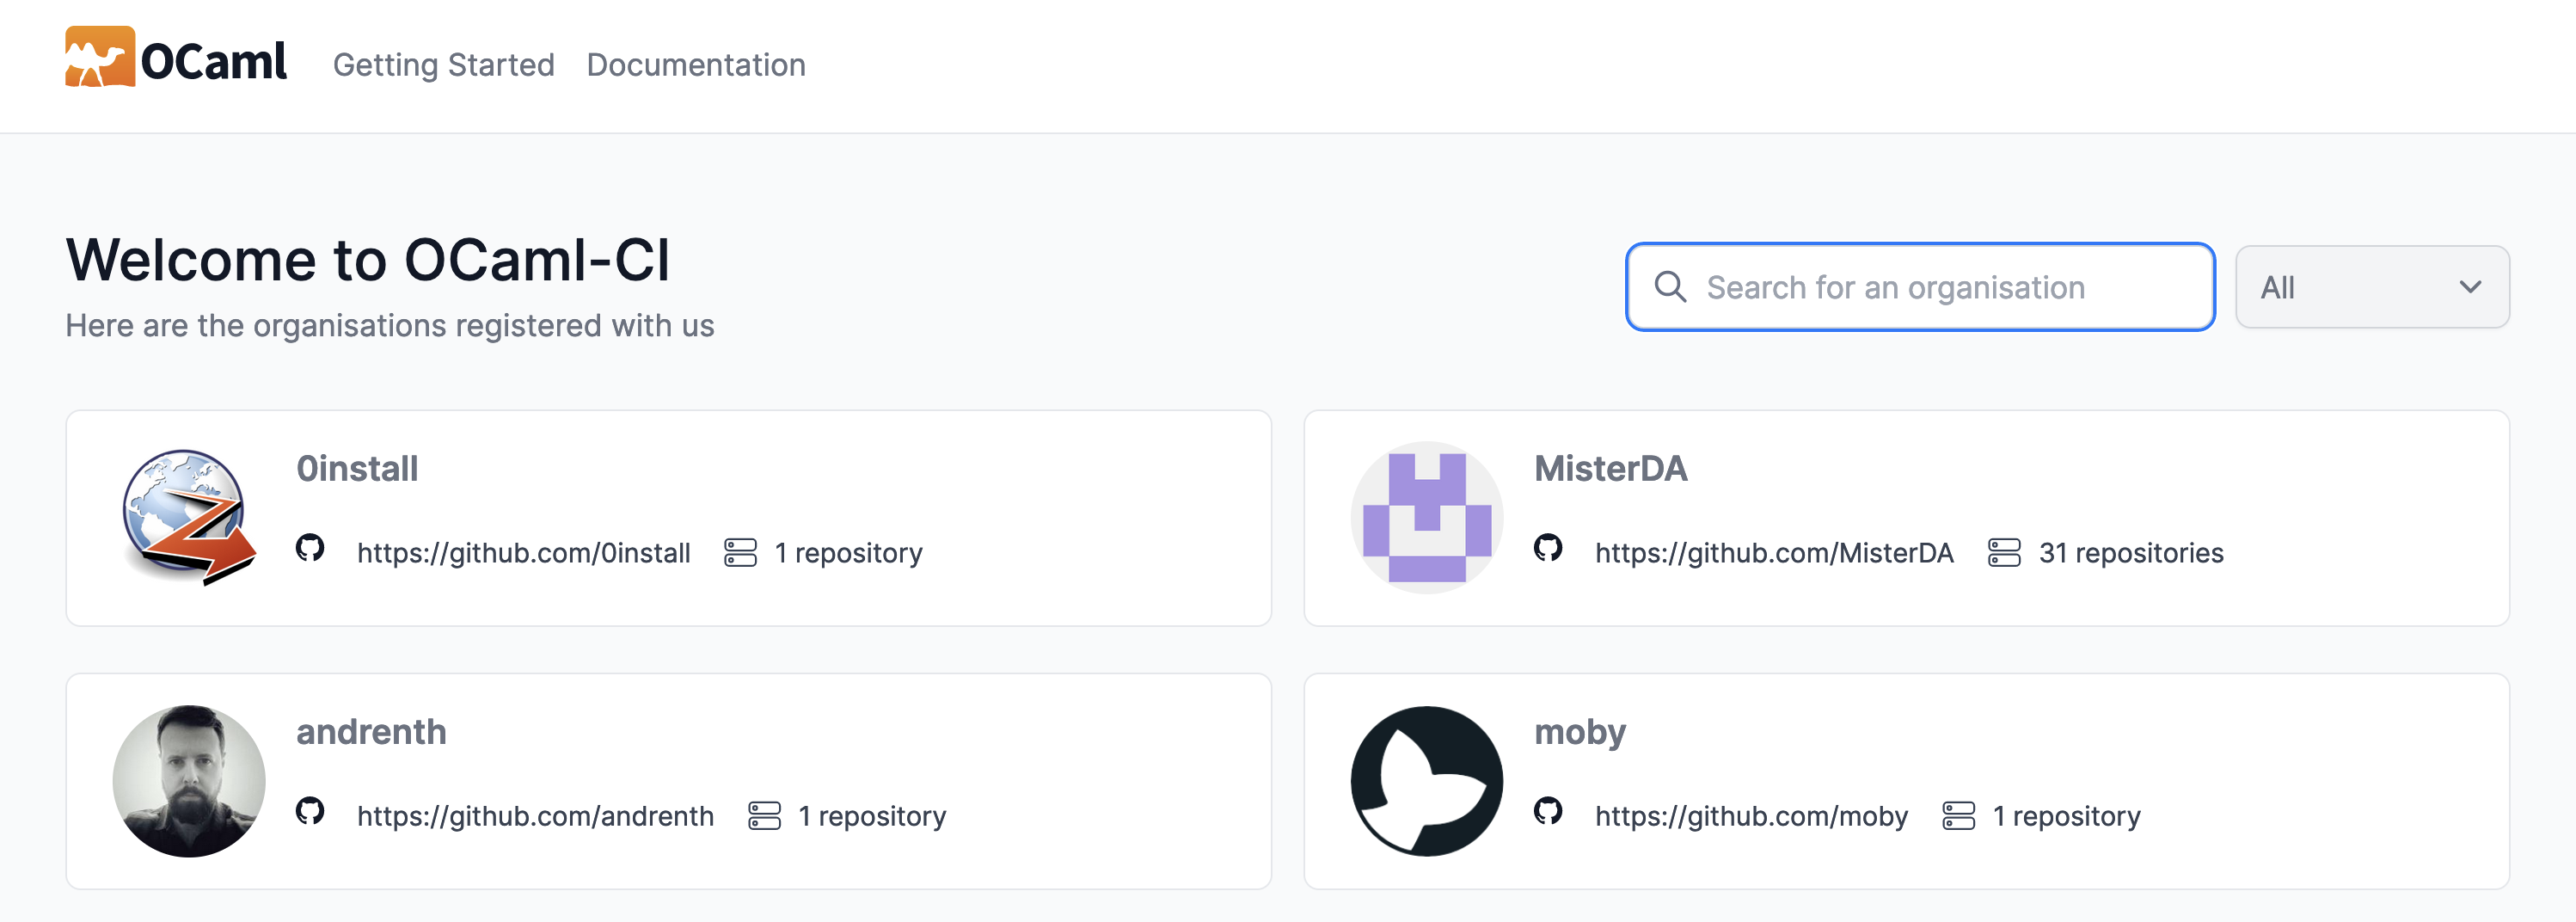 OCaml Getting Started Documentation
Welcome to OCaml-CI
Here are the organisations registered with us
Search for an organisation
All
0install
https://github.com/0install 1 repository
MisterDA
https://github.com/MisterDA 31 repositories
andrenth
https://github.com/andrenth 1 repository
moby
https://github.com/moby 1 repository